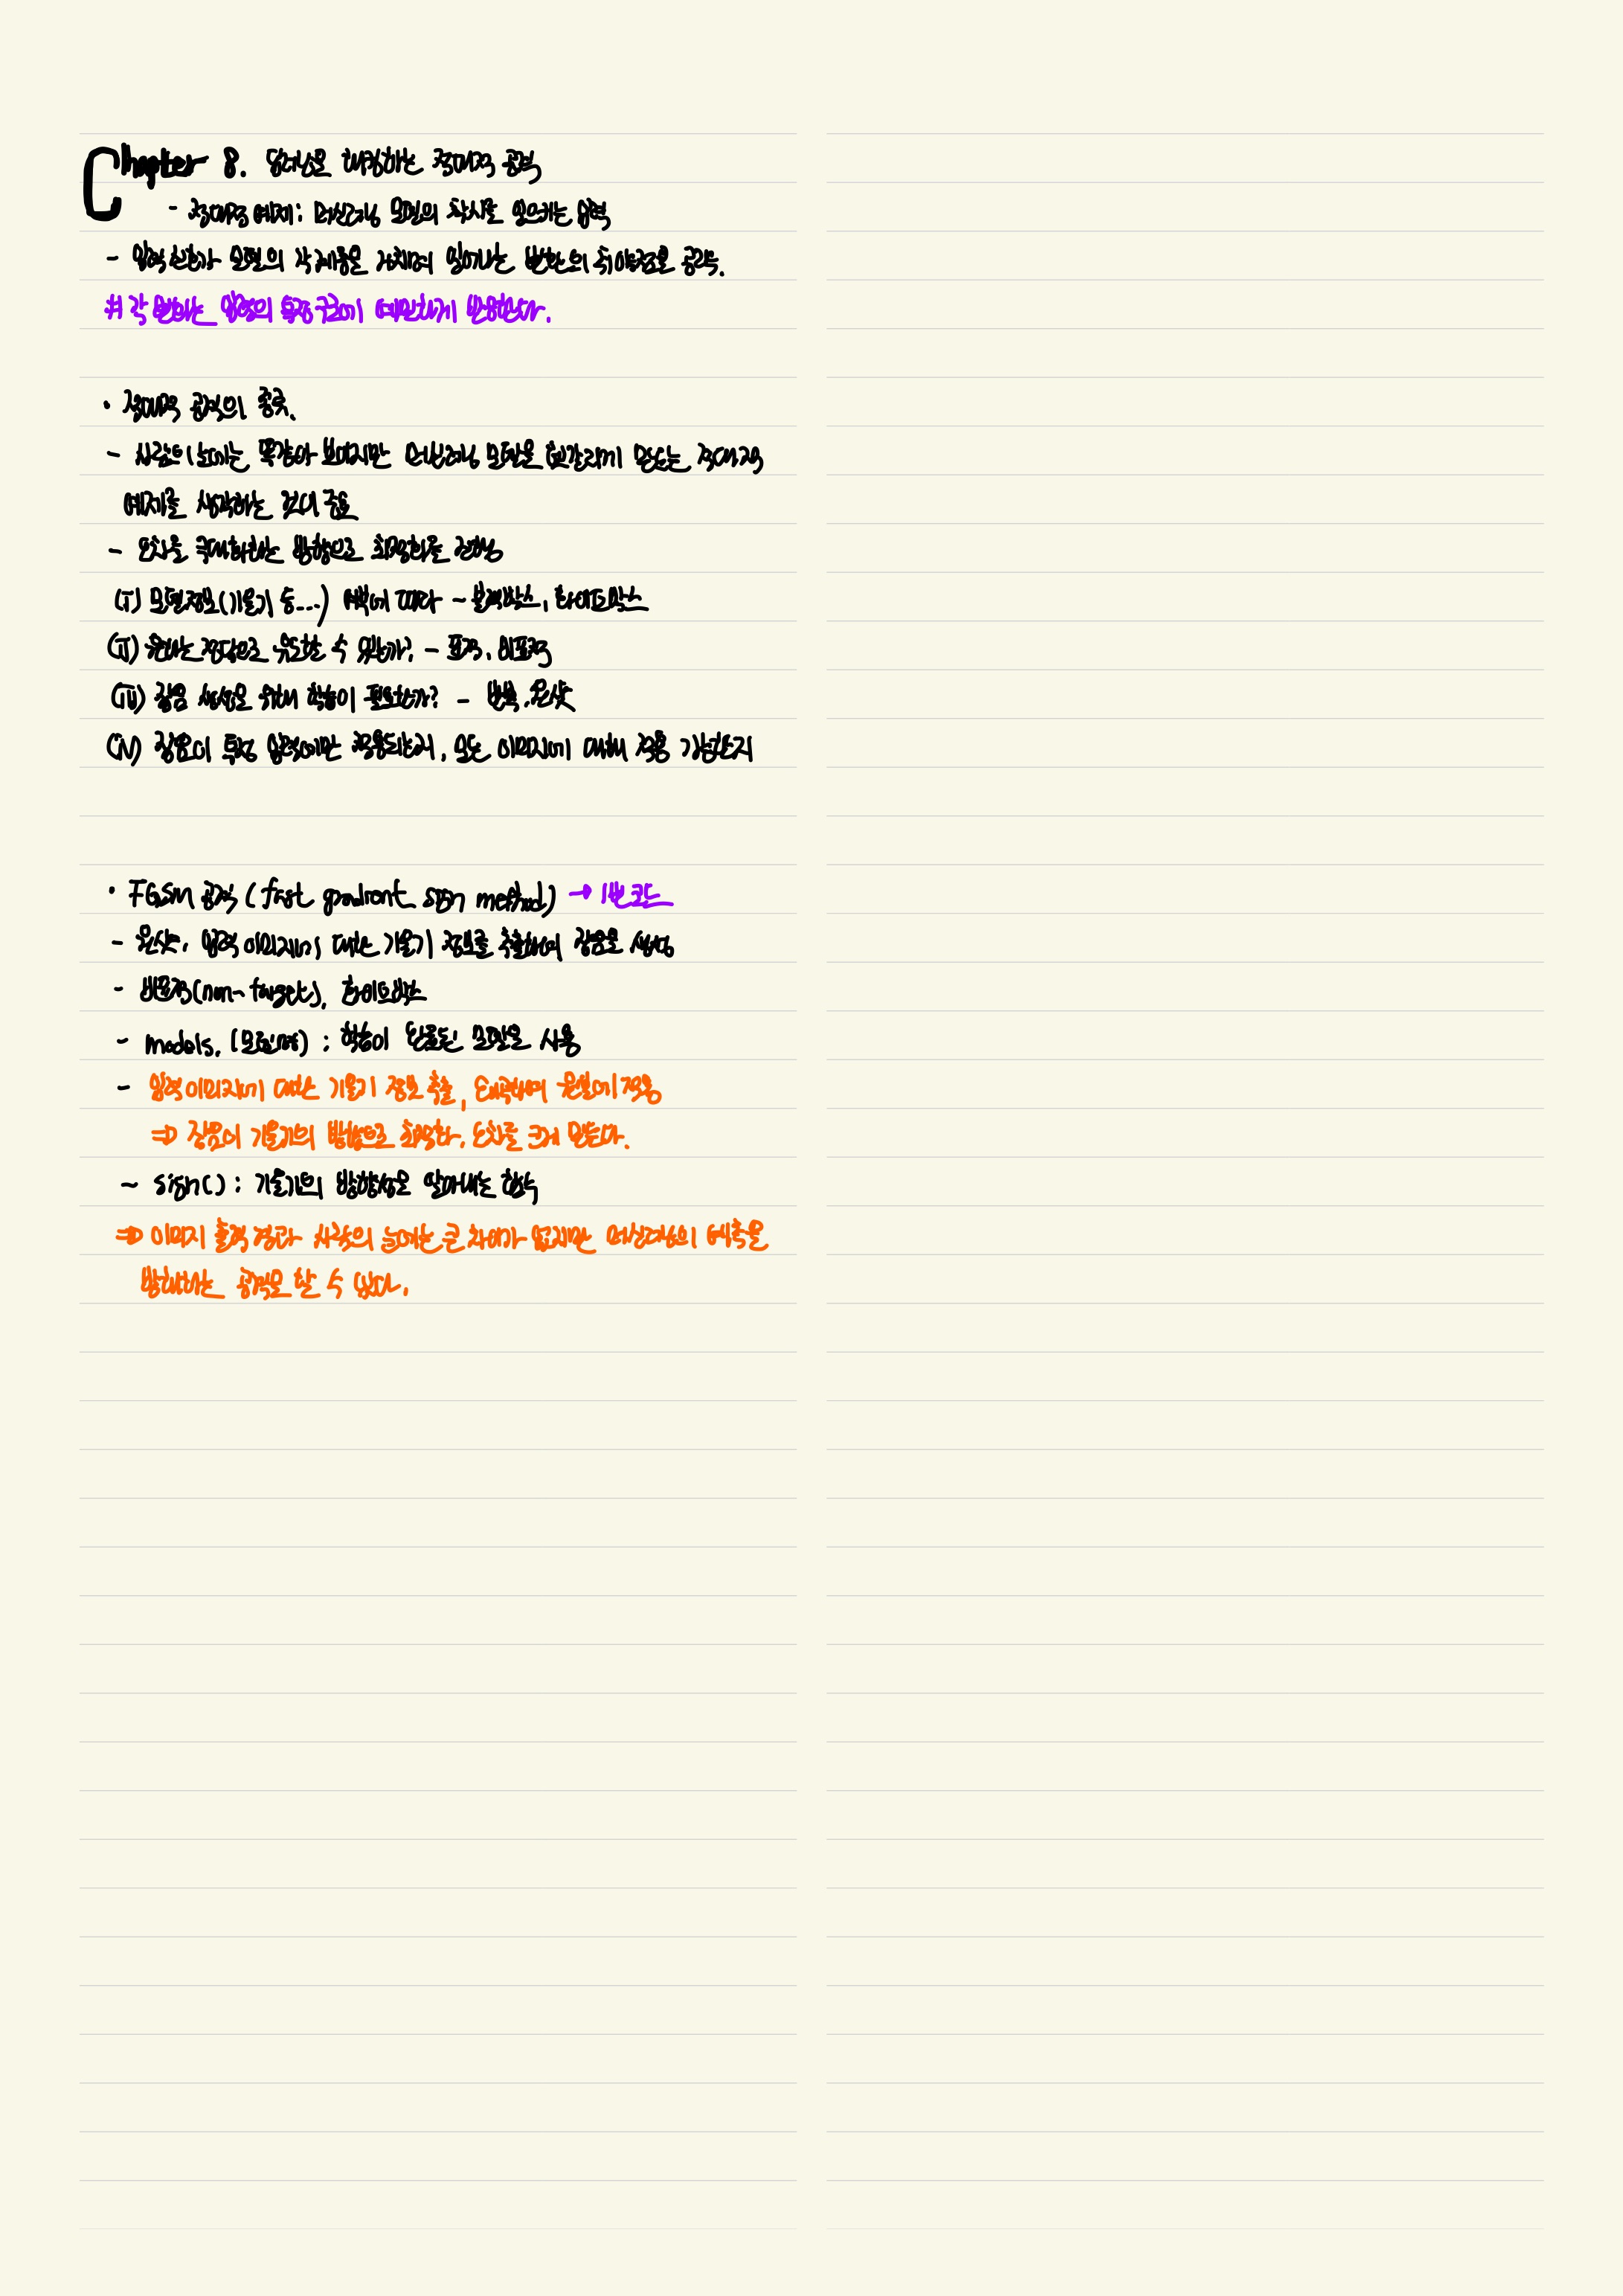 Chapter 8. 딥러닝을 해킹하는 적대적 공격
- 적대적 예제: 머신러닝 모델의 착시를 일으키는 입력
- 입력 신호가 모델의 각 계층을 거치며 일어나는 변환의 취약점을 공략.
# 각 변화는 입력의 특정 구간에 예민하게 반응한다.
• 적대적 공격의 종류.
- 사람의 눈에는 똑같아 보이지만 머신러닝 모델을 헷갈리게 만드는 적대적
예제를 생각하는 것이 중요
- 오차를 극대화하는 방향으로 최적화를 진행
(i) 모델정보(기울기 등...) 여부에 따라 - 블랙박스, 화이트박스
(ii) 원하는 정답으로 유도할 수 있는가? - 표적, 비표적
(iii) 잡음 생성을 위해 학습이 필요한가? - 반복, 원샷
(iv) 잡음이 특정 입력에만 적용되는지, 모든 이미지에 대해 적용 가능한지
• FGSM 공격 (fast gradient sign method) → 1번 코드
- 원샷. 입력 이미지에 대한 기울기 정보를 추출하여 잡음을 생성
- 반표적(non-target), 화이트박스
- models.(모델명) : 학습이 완료된 모델을 사용
- 입력 이미지에 대한 기울기 정보 추출, 왜곡하여 원본에 적용
⇒ 잡음이 기울기의 방향으로 최적화. 오차를 크게 만든다.
- sign() : 기울기의 방향성을 알아내는 함수
⇒ 이미지 출력 결과 사람의 눈에는 큰 차이가 없지만 머신러닝의 예측을
방해하는 공격을 할 수 있다.